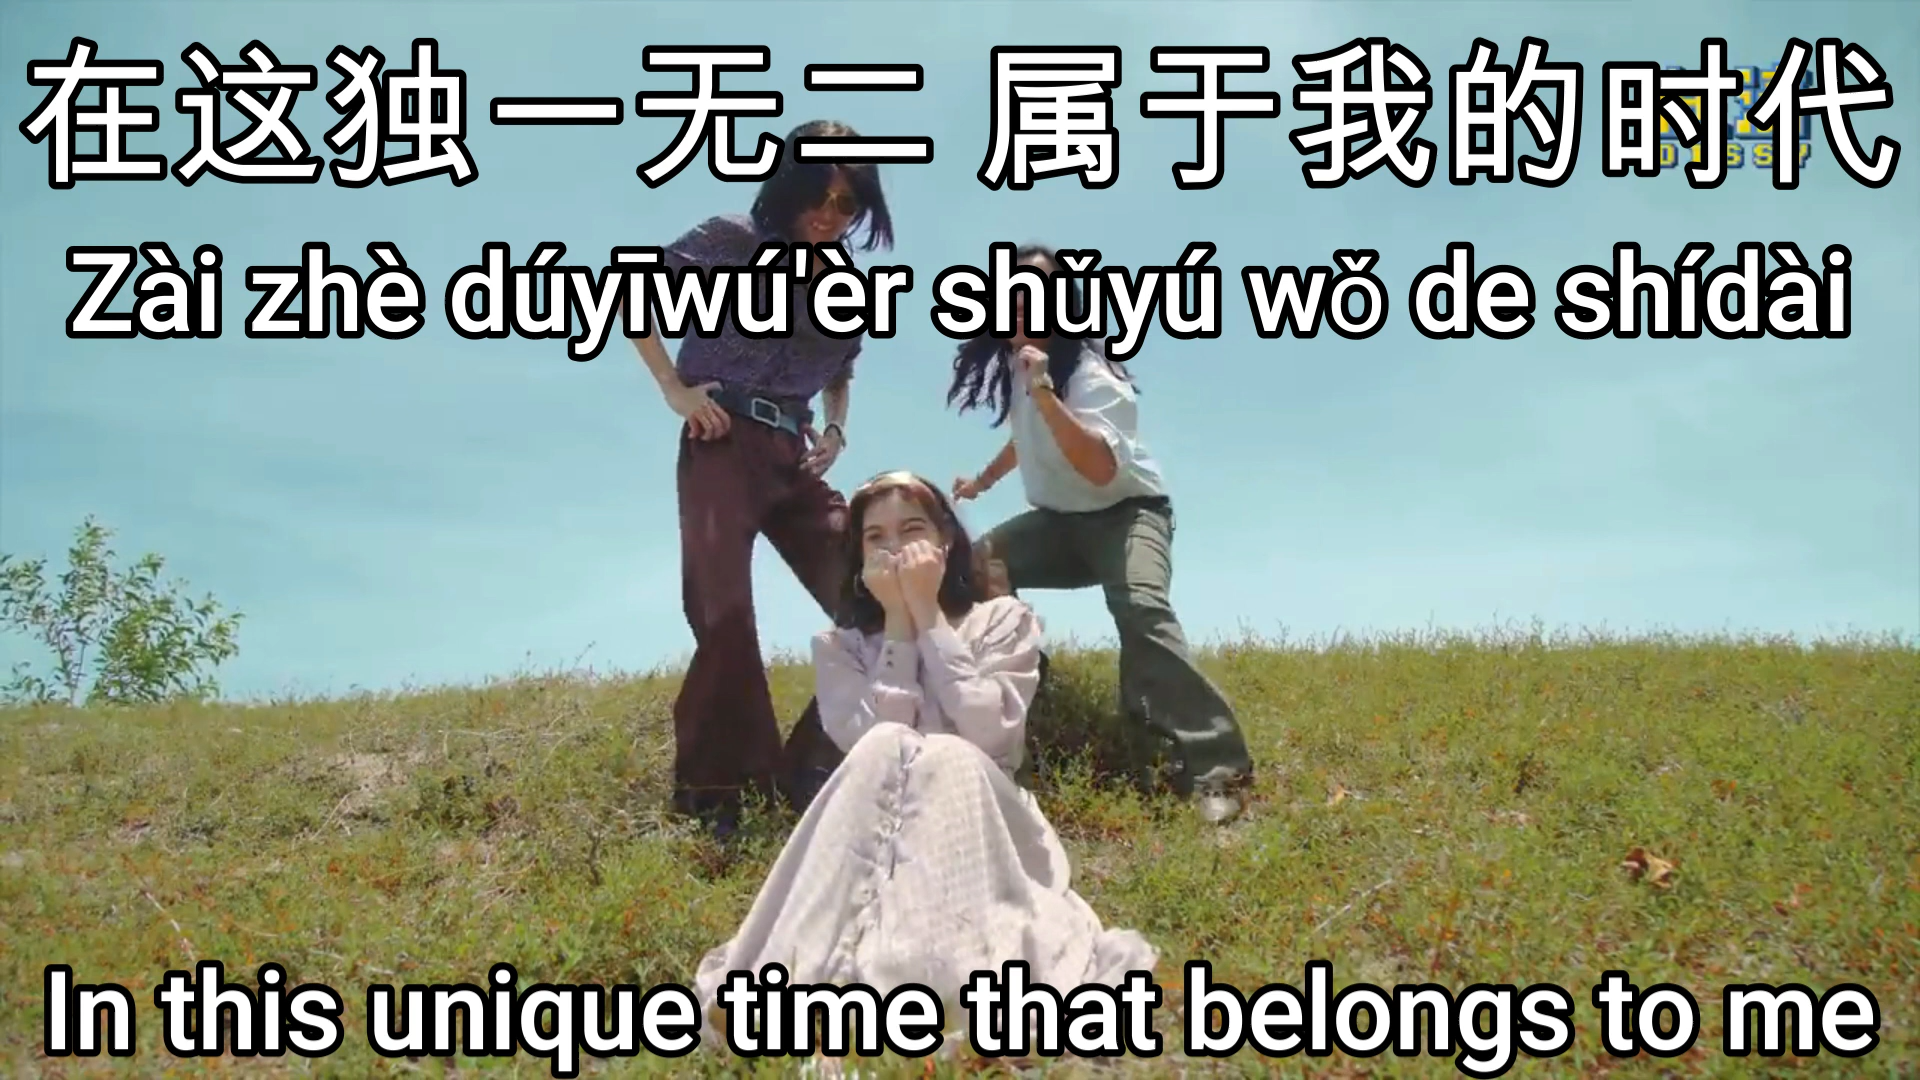 在这独一无二 属于我的时代
Zài zhè dúyīwú'èr shǔyú wǒ de shídài
In this unique time that belongs to me